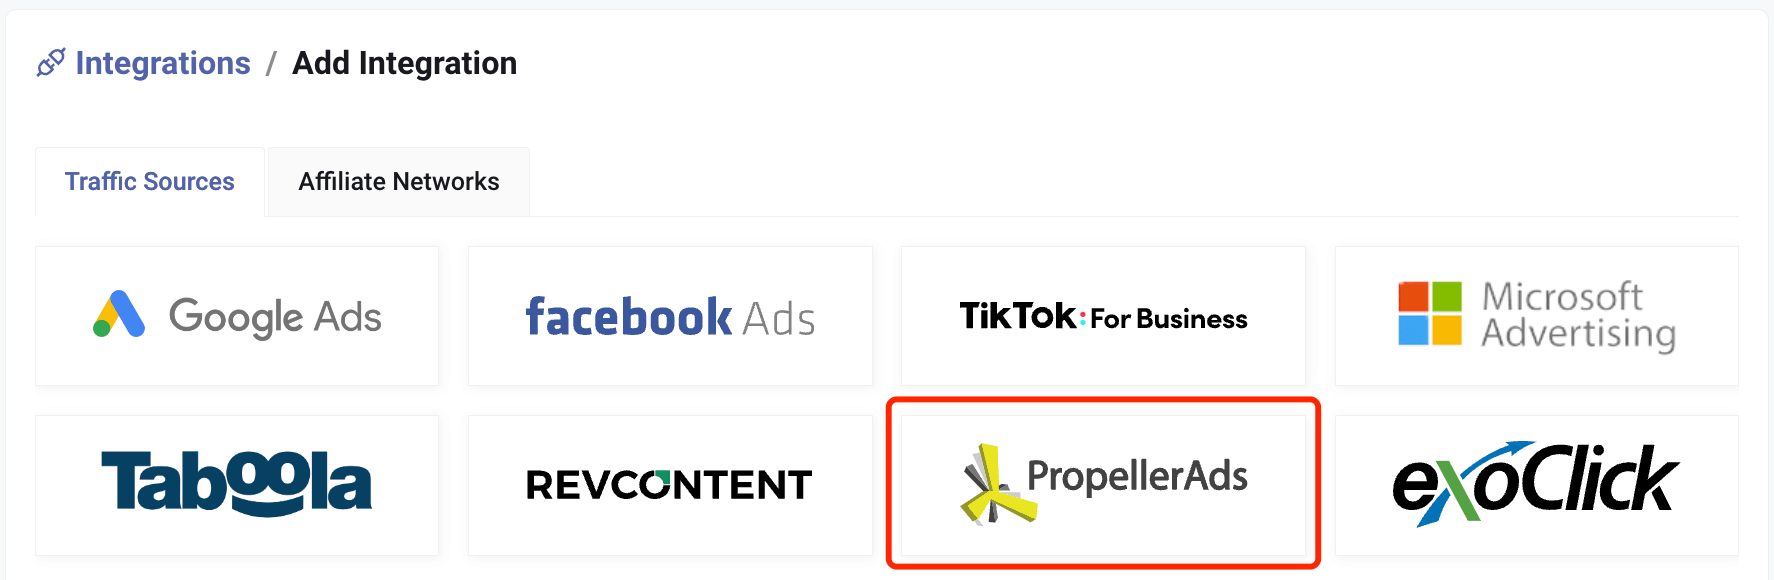 Integrations / Add Integration
Traffic Sources
Affiliate Networks
Google Ads
facebook Ads
TikTok: For Business
Microsoft
Advertising
Taboola
REVCONTENT
PropellerAds
exoClick